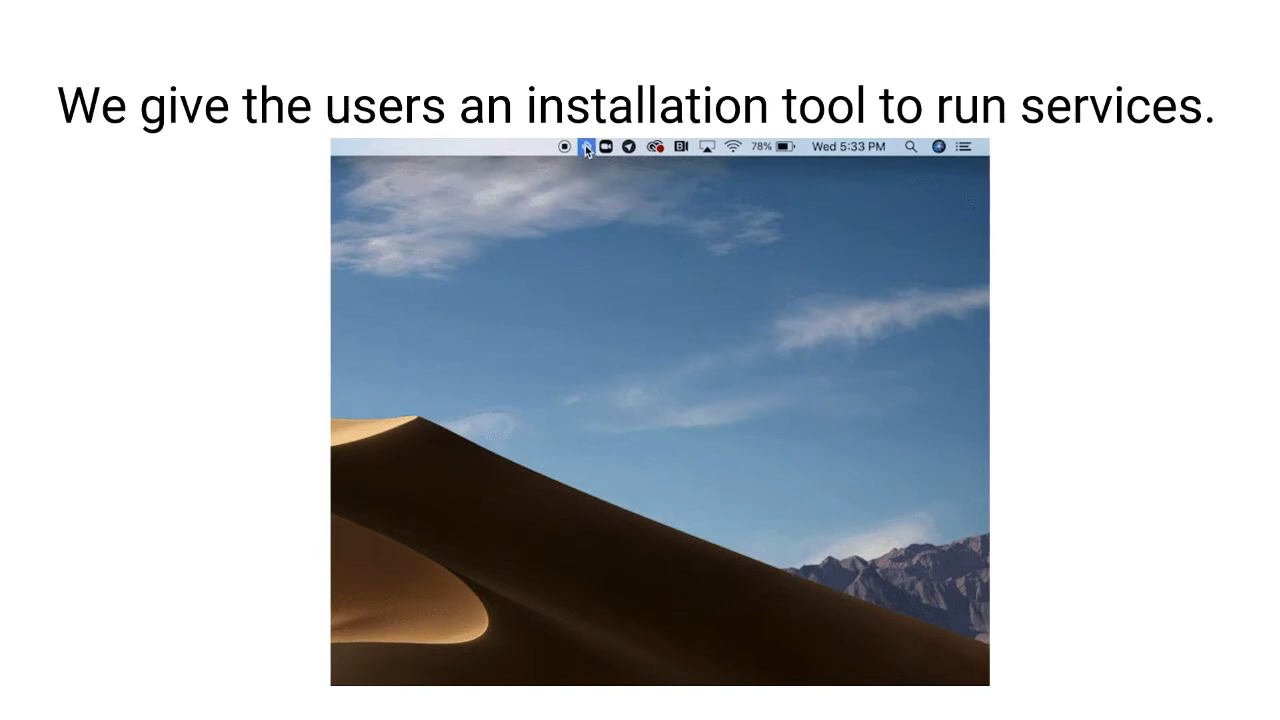 We give the users an installation tool to run services.
78% Wed 5:33 PM